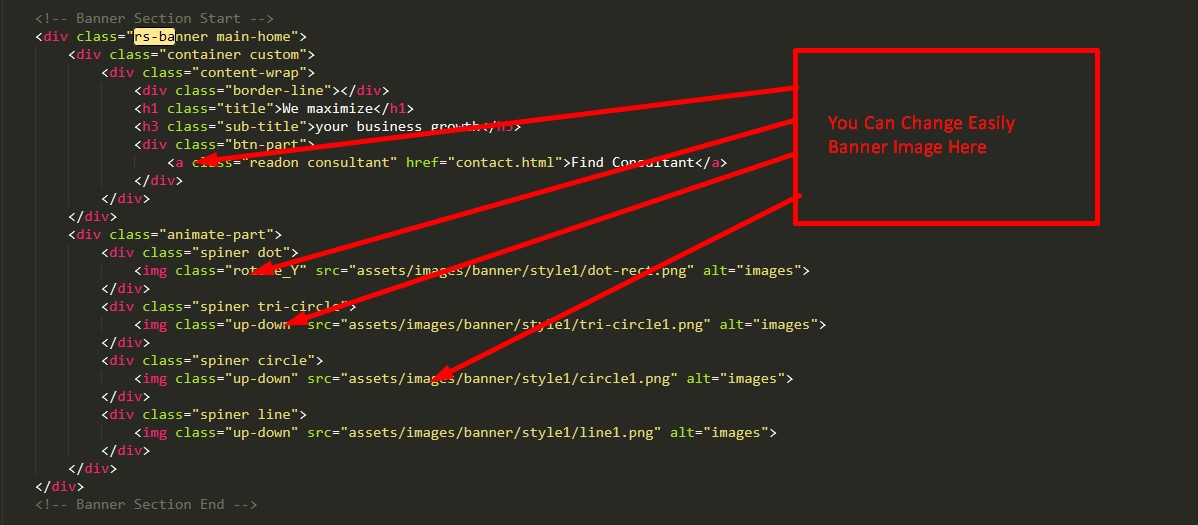 <!-- Banner Section Start -->
<div class="rs-banner main-home">
<div class="container custom">
<div class="content-wrap">
<div class="border-line"></div>
<h1 class="title">We maximize</h1>
<h3 class="sub-title">your business growth</h3>
<div class="btn-part">
<a class="readon consultant" href="contact.html">Find Consultant</a>
</div>
</div>
</div>
<div class="animate-part">
<div class="spiner dot">
<img class="rotate_Y" src="assets/images/banner/style1/dot-rect.png" alt="images">
</div>
<div class="spiner tri-circle">
<img class="up-down" src="assets/images/banner/style1/tri-circle1.png" alt="images">
</div>
<div class="spiner circle">
<img class="up-down" src="assets/images/banner/style1/circle1.png" alt="images">
</div>
<div class="spiner line">
<img class="up-down" src="assets/images/banner/style1/line1.png" alt="images">
</div>
</div>
</div>
<!-- Banner Section End -->
You Can Change Easily
Banner Image Here